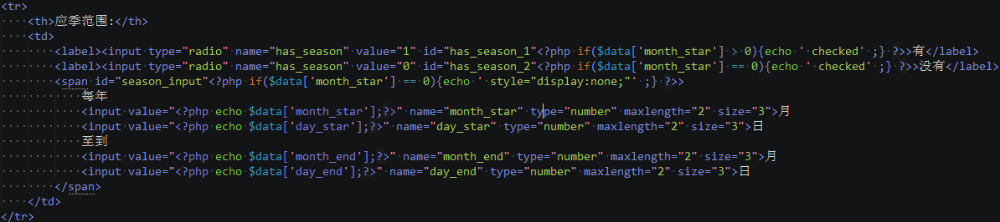 <tr>
<th>应季范围:</th>
<td>
<label><input type="radio" name="has_season" value="1" id="has_season_1"<?php if($data['month_star'] > 0){echo ' checked' ;} ?>>有</label>
<label><input type="radio" name="has_season" value="0" id="has_season_2"<?php if($data['month_star'] == 0){echo ' checked' ;} ?>>没有</label>
<span id="season_input"<?php if($data['month_star'] == 0){echo ' style="display:none;"' ;} ?>>
每年
<input value="<?php echo $data['month_star'];?>" name="month_star" type="number" maxlength="2" size="3">月
<input value="<?php echo $data['day_star'];?>" name="day_star" type="number" maxlength="2" size="3">日
至到
<input value="<?php echo $data['month_end'];?>" name="month_end" type="number" maxlength="2" size="3">月
<input value="<?php echo $data['day_end'];?>" name="day_end" type="number" maxlength="2" size="3">日
</span>
</td>
</tr>